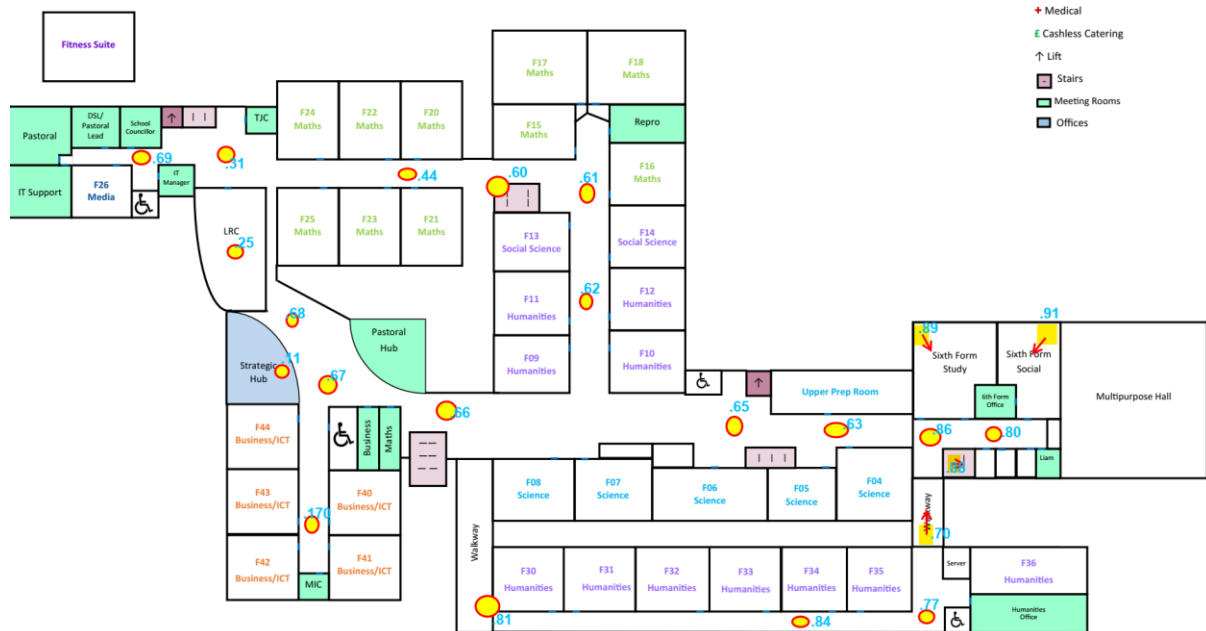 Medical
£ Cashless Catering
Lift
Stairs
Meeting Rooms
Offices
Fitness Suite
F17
Maths
F18
Maths
F24
Maths
F22
Maths
F20
Maths
F15
Maths
Repro
Pastoral
DSL/
Pastoral
Lead
School
Councillor
TJC
.69
.31
.44
.60
.61
F16
Maths
IT Support
F26
Media
IT
Manager
LRC
.25
F25
Maths
F23
Maths
F21
Maths
F13
Social Science
F14
Social Science
.68
.62
F11
Humanities
F12
Humanities
Pastoral
Hub
Strategic
Hub
.11
.67
F09
Humanities
F10
Humanities
.89
.91
Sixth Form
Study
Sixth Form
Social
Multipurpose Hall
6th Form
Office
Upper Prep Room
.66
.65
.63
.86
.80
F44
Business/ICT
Business
Maths
Liam
F43
Business/ICT
F40
Business/ICT
F08
Science
F07
Science
F06
Science
F05
Science
F04
Science
.170
Walkway
Walkway
.70
F42
Business/ICT
F41
Business/ICT
MIC
F30
Humanities
F31
Humanities
F32
Humanities
F33
Humanities
F34
Humanities
F35
Humanities
Server
F36
Humanities
Humanities
Office
.81
.84
.77